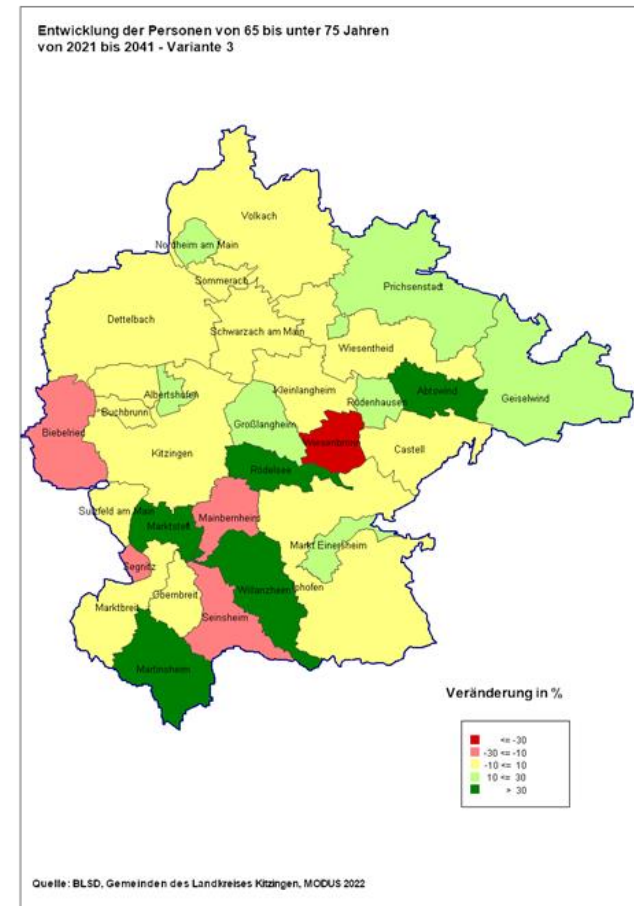 Entwicklung der Personen von 65 bis unter 75 Jahren
von 2021 bis 2041 - Variante 3
Volkach
Nordheim am Main
Prichsenstadt
Sommerach
Dettelbach
Schwarzach am Main
Wiesentheid
Kleinlangheim
Abtswind
Albertshofen
Rüdenhausen
Geiselwind
Buchbrunn
Großlangheim
Biebelried
Wiesenbronn
Castell
Kitzingen
Rödelsee
Sulzfeld am Main
Mainbernheim
Marktsteft
Markt Einersheim
Segnitz
Willanzheim
Iphofen
Obernbreit
Marktbreit
Seinsheim
Martinsheim
Veränderung in %
<= -30
-30 <= -10
-10 <= 10
10 <= 30
> 30
Quelle: BLSD, Gemeinden des Landkreises Kitzingen, MODUS 2022